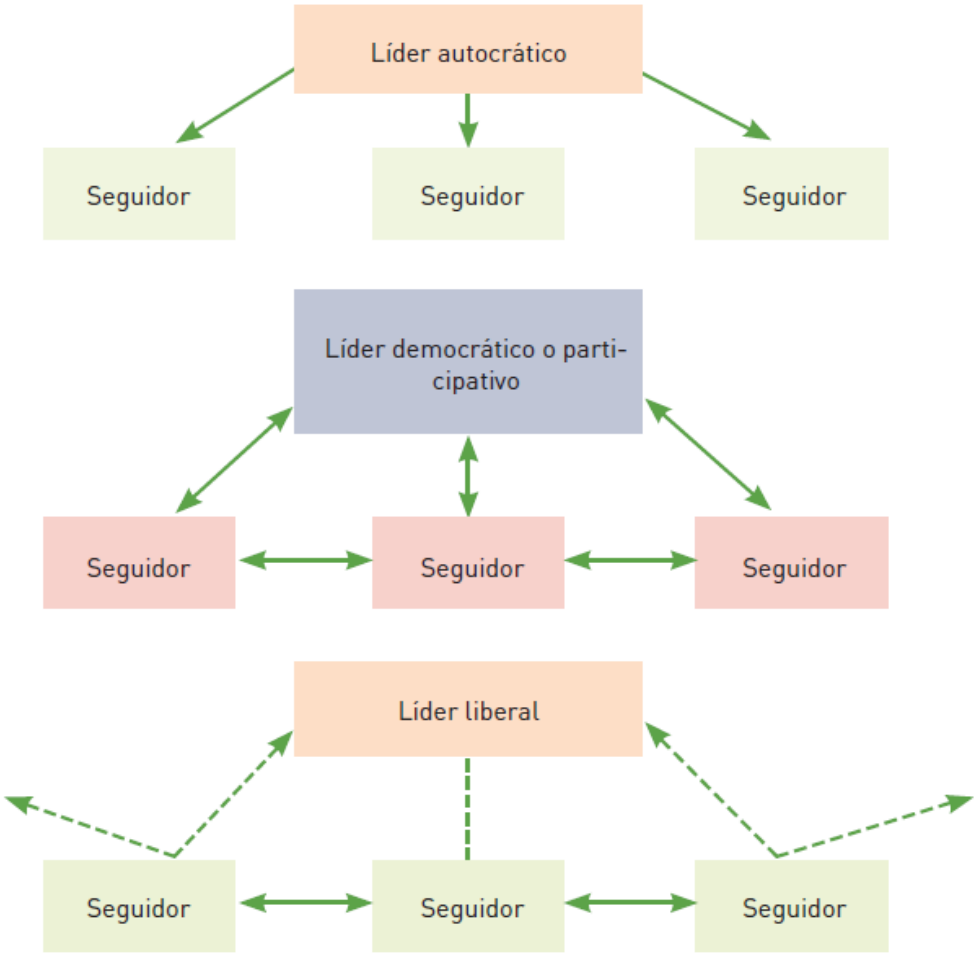 Líder autocrático
Seguidor
Seguidor
Seguidor
Líder democrático o parti-
cipativo
Seguidor
Seguidor
Seguidor
Líder liberal
Seguidor
Seguidor
Seguidor